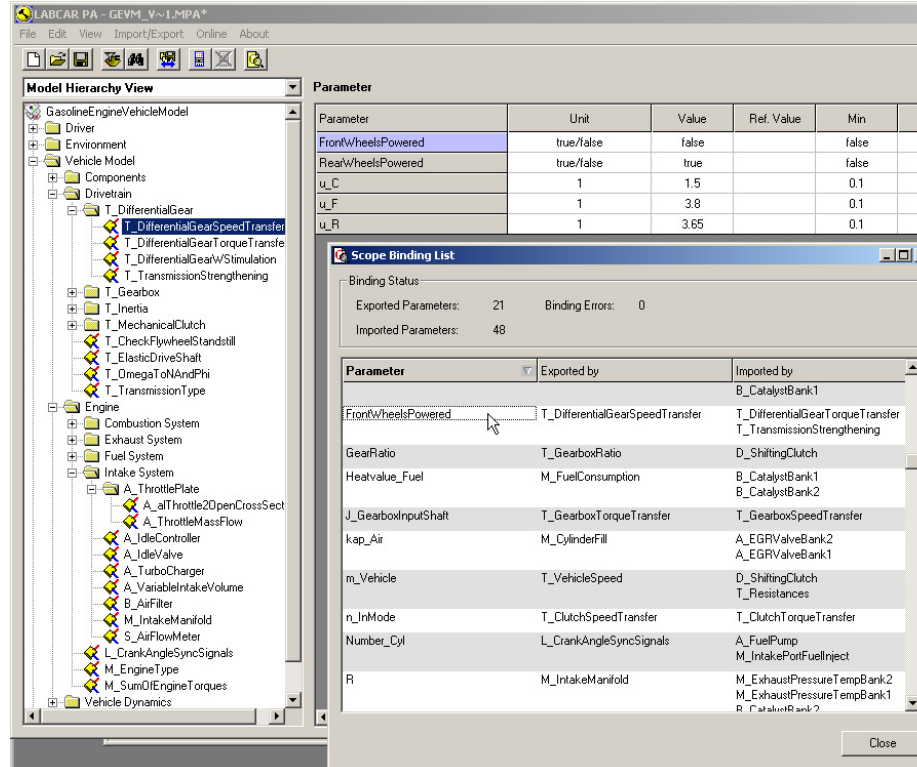 LABCAR PA - GEVM_V~1.MPA*
File Edit View Import/Export Online About
Model Hierarchy View
GasolineEngineVehicleModel
Driver
Environment
Vehicle Model
Components
Drivetrain
T_DifferentialGear
T_DifferentialGearSpeedTransfer
T_DifferentialGearTorqueTransfe
T_DifferentialGearWStimulation
T_TransmissionStrengthening
T_Gearbox
T_Inertia
T_MechanicalClutch
T_CheckFlywheelStandstill
T_ElasticDriveShaft
T_OmegaToNAndPhi
T_TransmissionType
Engine
Combustion System
Exhaust System
Fuel System
Intake System
A_ThrottlePlate
A_alThrottle2OpenCrossSect
A_ThrottleMassFlow
A_IdleController
A_IdleValve
A_TurboCharger
A_VariableIntakeVolume
B_AirFilter
M_IntakeManifold
S_AirFlowMeter
L_CrankAngleSyncSignals
M_EngineType
M_SumOfEngineTorques
Vehicle Dynamics
Parameter
Parameter Unit Value Ref. Value Min
FrontWheelsPowered true/false false false
RearWheelsPowered true/false true false
u_C 1 1.5 0.1
u_F 1 3.8 0.1
u_R 1 3.65 0.1
Scope Binding List
Binding Status
Exported Parameters: 21 Binding Errors: 0
Imported Parameters: 48
Parameter Exported by Imported by
B_CatalystBank1
FrontWheelsPowered T_DifferentialGearSpeedTransfer T_DifferentialGearTorqueTransfer
T_TransmissionStrengthening
GearRatio T_GearboxRatio D_ShiftingClutch
Heatvalue_Fuel M_FuelConsumption B_CatalystBank1
B_CatalystBank2
J_GearboxInputShaft T_GearboxTorqueTransfer T_GearboxSpeedTransfer
kap_Air M_CylinderFill A_EGRValveBank2
A_EGRValveBank1
m_Vehicle T_VehicleSpeed D_ShiftingClutch
T_Resistances
n_InMode T_ClutchSpeedTransfer T_ClutchTorqueTransfer
Number_Cyl L_CrankAngleSyncSignals A_FuelPump
M_IntakePortFuelInject
R M_IntakeManifold M_ExhaustPressureTempBank2
M_ExhaustPressureTempBank1
B_CatalystBank2
Close